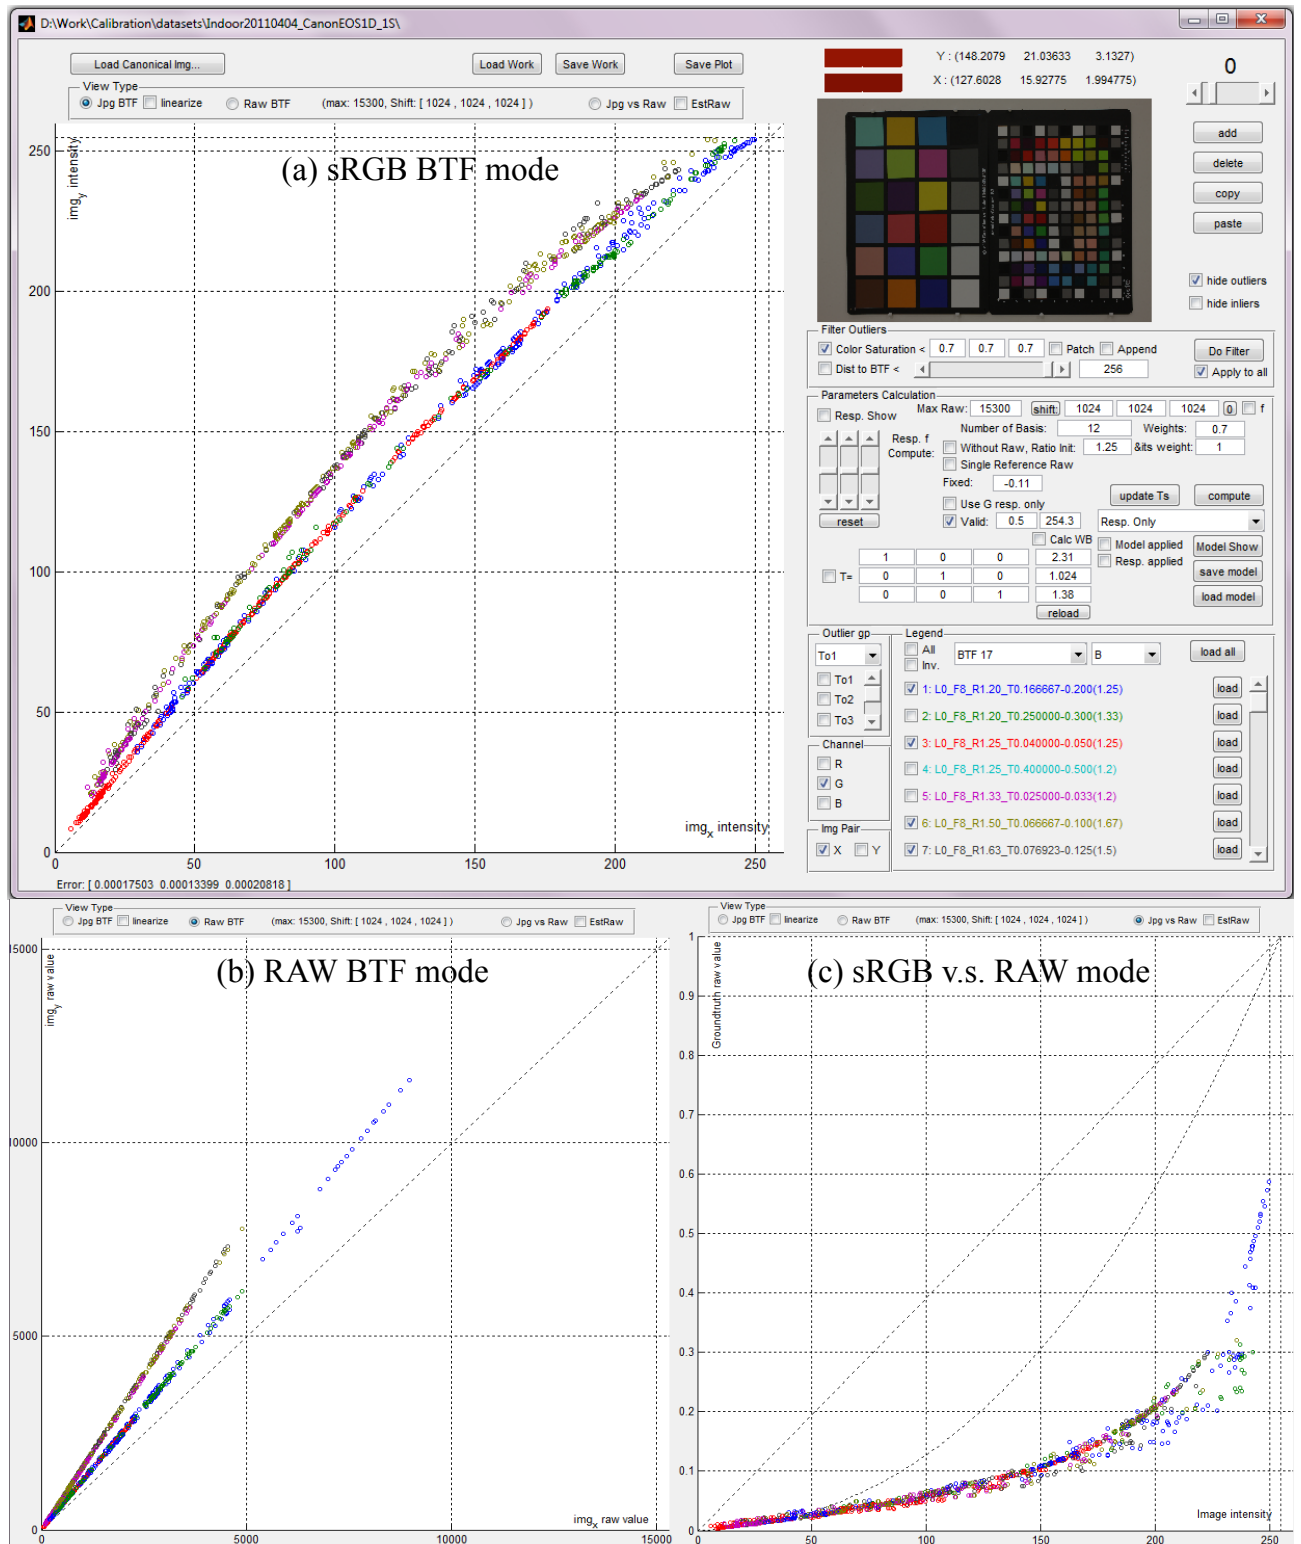 D:\Work\Calibration\datasets\Indoor20110404_CanonEOS1D_1S\
Load Canonical Img...
Load Work
Save Work
Save Plot
View Type
Jpg BTF
linearize
Raw BTF
(max: 15300, Shift: [ 1024 , 1024 , 1024 ] )
Jpg vs Raw
EstRaw
(a) sRGB BTF mode
img_y intensity
250
200
150
100
50
0
img_x intensity
0
50
100
150
200
250
Error: [ 0.00017503 0.00013399 0.00020818 ]
Y : (148.2079 21.03633 3.1327)
X : (127.6028 15.92775 1.994775)
0
add
delete
copy
paste
hide outliers
hide inliers
Filter Outliers
Color Saturation < 0.7 0.7 0.7 Patch Append
Do Filter
Dist to BTF < 256
Apply to all
Parameters Calculation
Resp. Show
Max Raw: 15300 shift: 1024 1024 1024 0 f
Number of Basis: 12 Weights: 0.7
Resp. f
Compute:
Without Raw, Ratio Init: 1.25 &its weight: 1
Single Reference Raw
Fixed: -0.11
update Ts
compute
Use G resp. only
reset
Valid: 0.5 254.3
Resp. Only
Calc WB
Model applied
Model Show
Resp. applied
T=
1 0 0 2.31
0 1 0 1.024
0 0 1 1.38
save model
load model
reload
Outlier gp
To1
To1
To2
To3
Channel
R
G
B
Img Pair
X Y
Legend
All
Inv.
BTF 17
B
load all
1: L0_F8_R1.20_T0.166667-0.200(1.25) load
2: L0_F8_R1.20_T0.250000-0.300(1.33) load
3: L0_F8_R1.25_T0.040000-0.050(1.25) load
4: L0_F8_R1.25_T0.400000-0.500(1.2) load
5: L0_F8_R1.33_T0.025000-0.033(1.2) load
6: L0_F8_R1.50_T0.066667-0.100(1.67) load
7: L0_F8_R1.63_T0.076923-0.125(1.5) load
View Type
Jpg BTF linearize Raw BTF (max: 15300, Shift: [ 1024 , 1024 , 1024 ] ) Jpg vs Raw EstRaw
(b) RAW BTF mode
img_y raw value
15000
10000
5000
0
img_x raw value
0
5000
10000
15000
View Type
Jpg BTF linearize Raw BTF (max: 15300, Shift: [ 1024 , 1024 , 1024 ] ) Jpg vs Raw EstRaw
(c) sRGB v.s. RAW mode
Groundtruth raw value
1
0.9
0.8
0.7
0.6
0.5
0.4
0.3
0.2
0.1
0
Image intensity
0
50
100
150
200
250